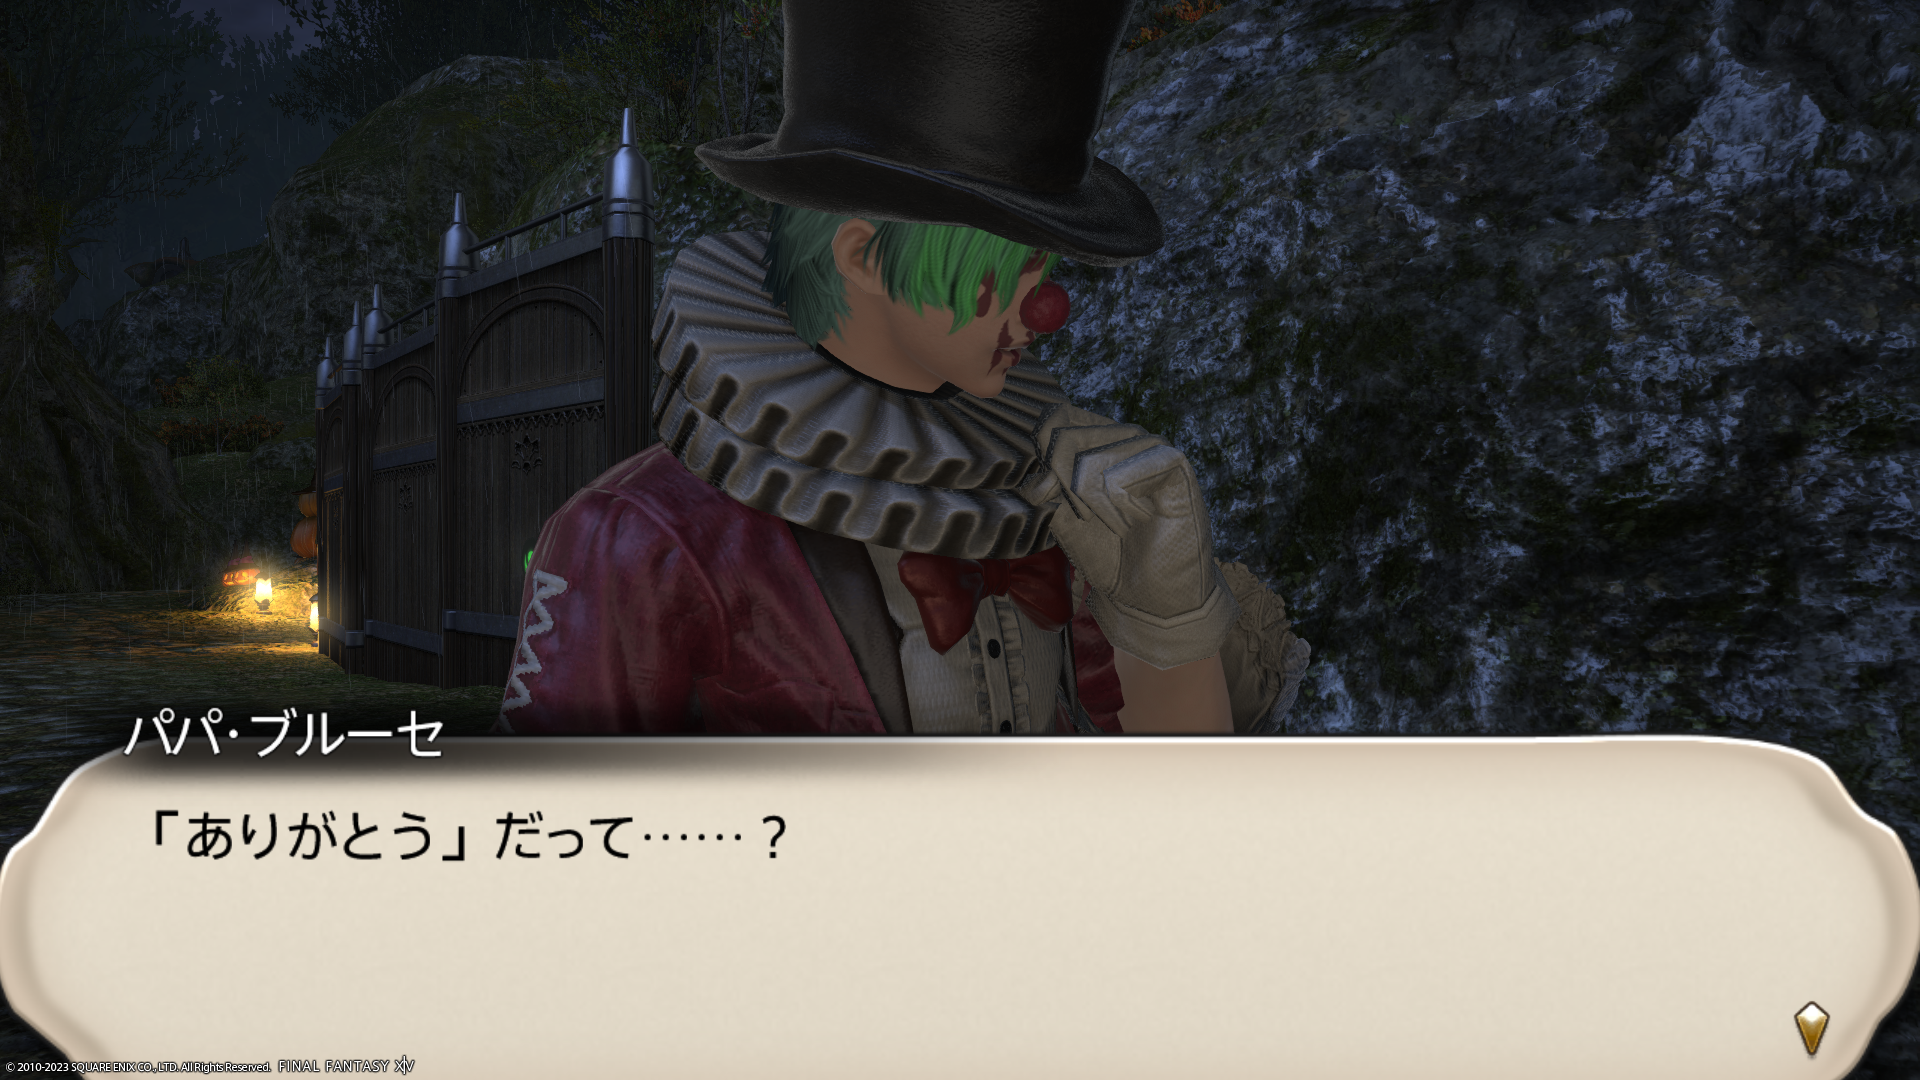 パパ・ブルーセ
「ありがとう」だって……？
© 2010-2023 SQUARE ENIX CO., LTD. All Rights Reserved. FINAL FANTASY XIV